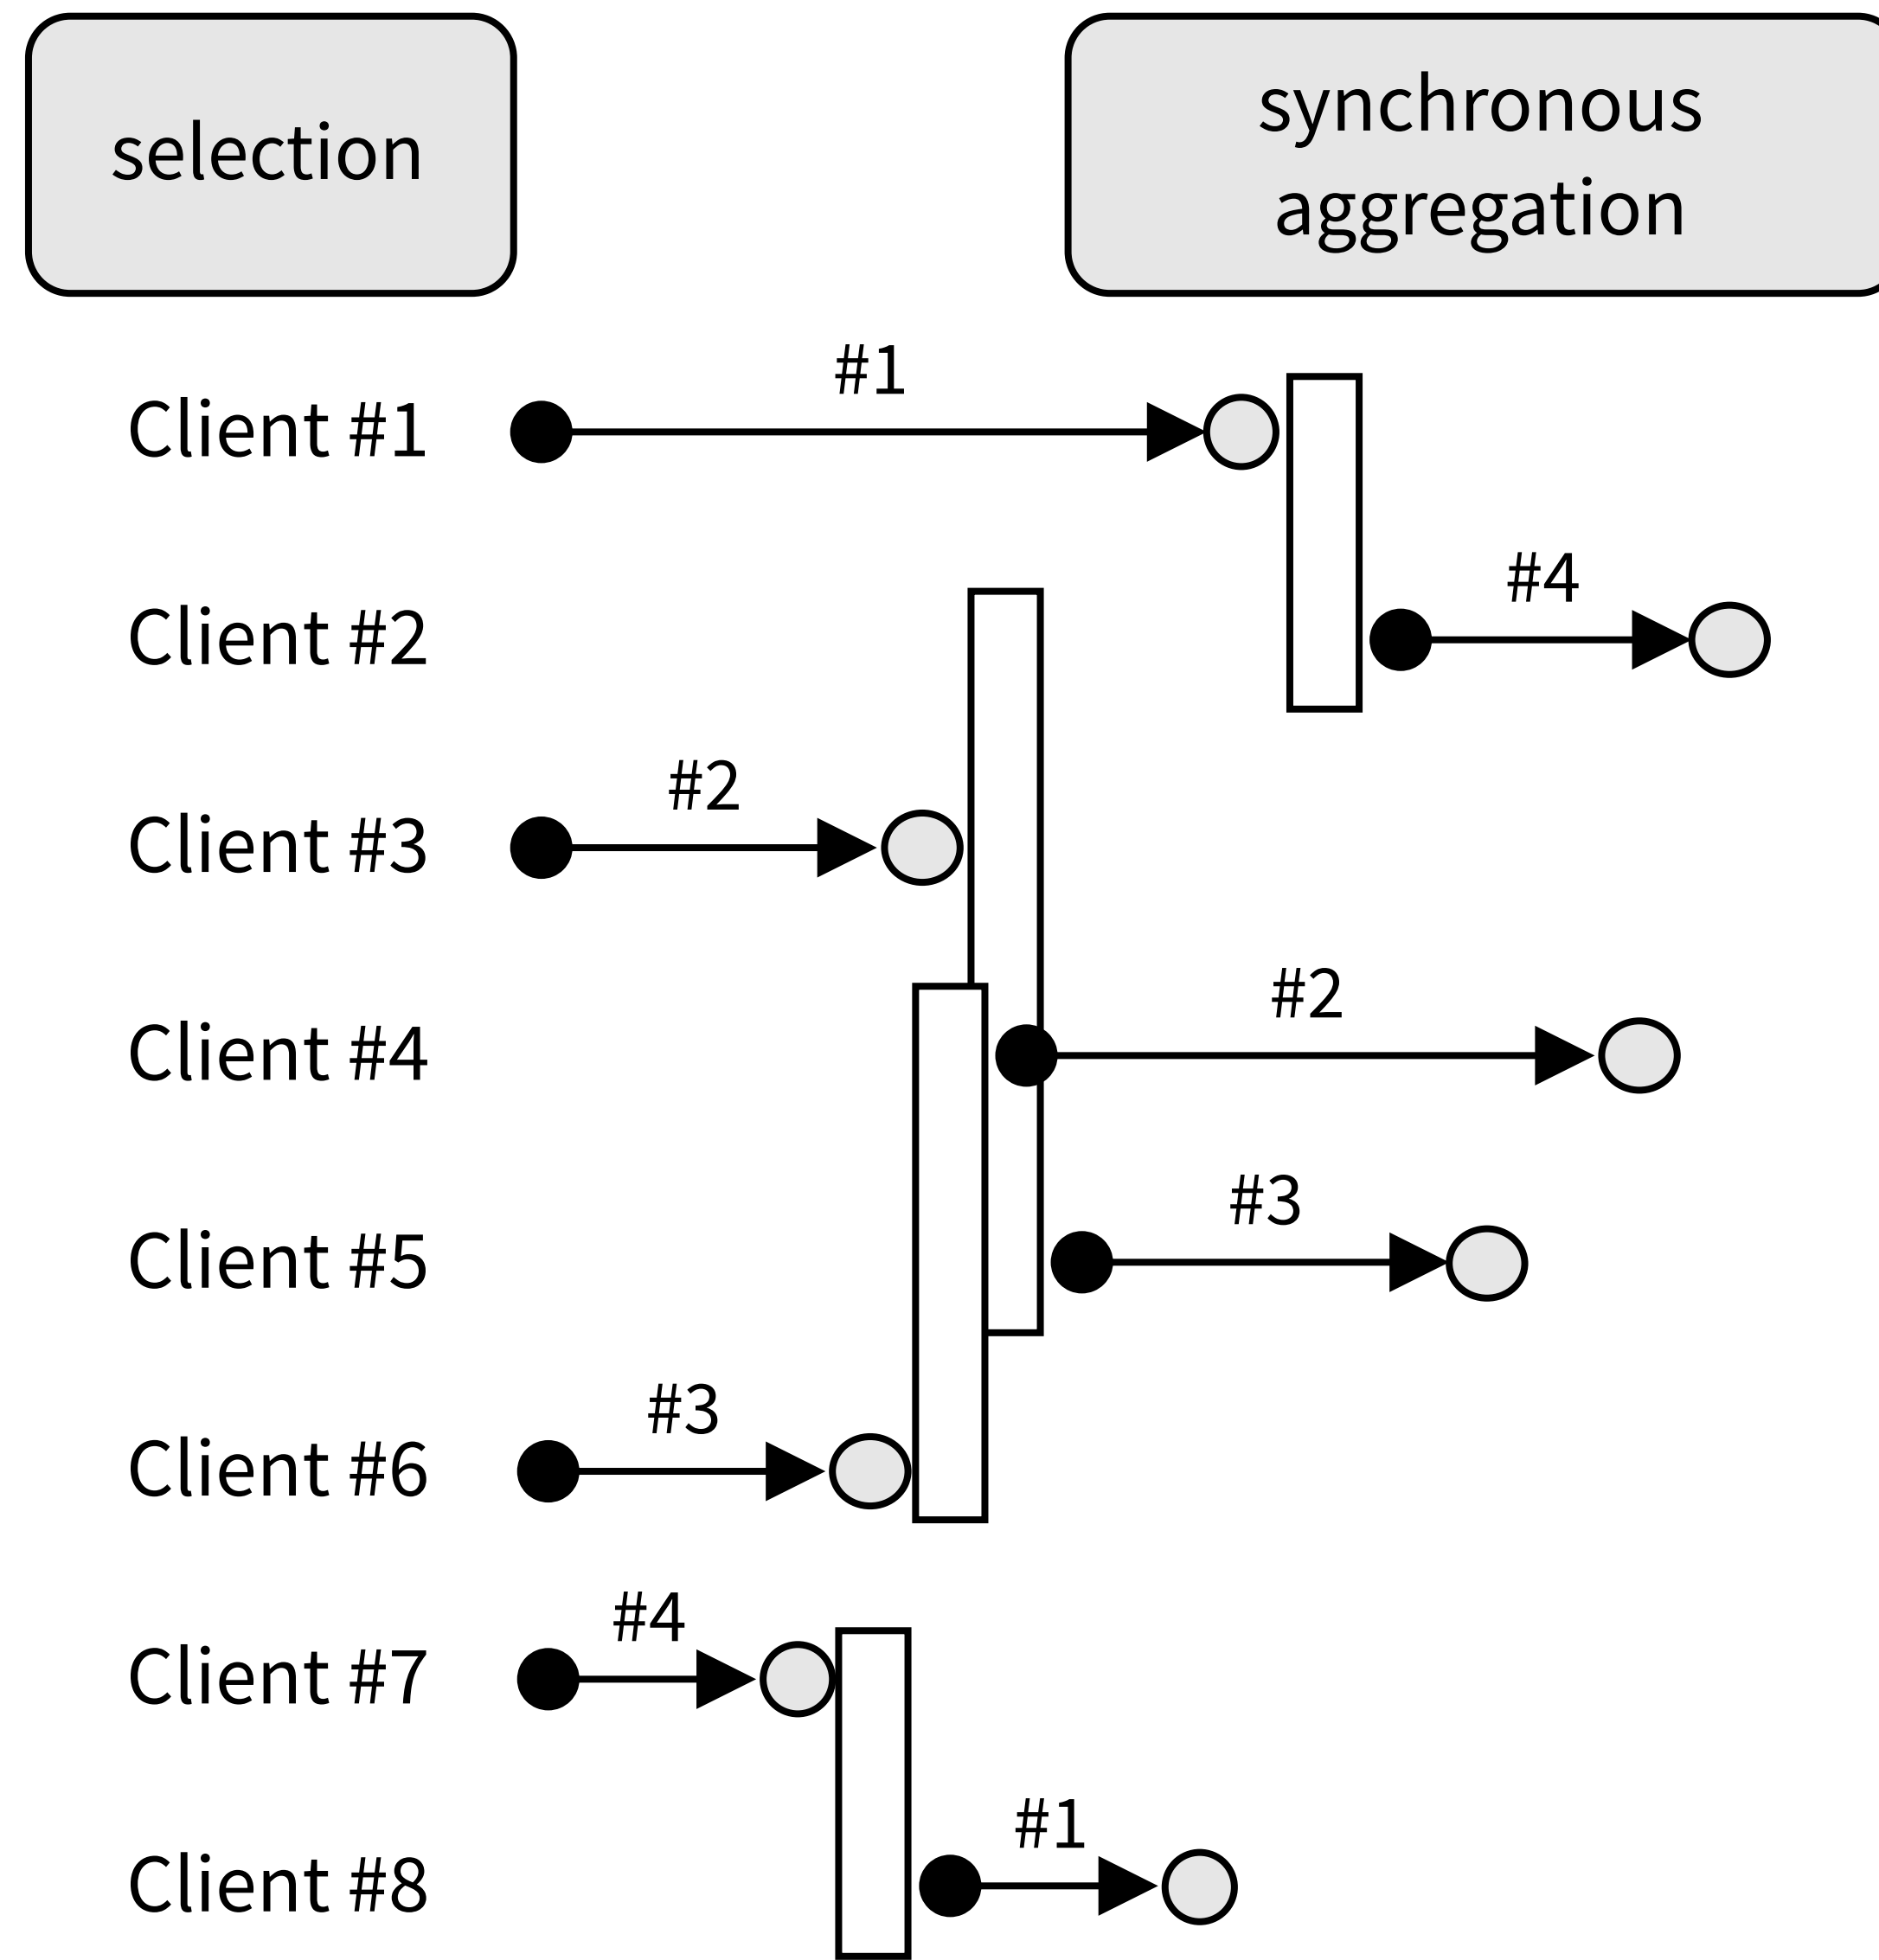 selection
synchronous
aggregation
#1
Client #1
#4
Client #2
#2
Client #3
#2
Client #4
#3
Client #5
#3
Client #6
#4
Client #7
#1
Client #8